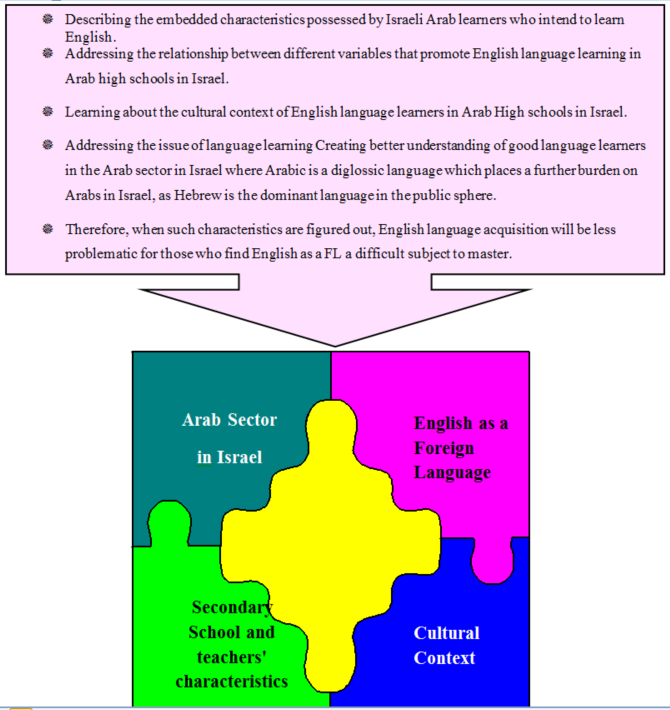 Describing the embedded characteristics possessed by Israeli Arab learners who intend to learn
English.
Addressing the relationship between different variables that promote English language learning in
Arab high schools in Israel.
Learning about the cultural context of English language learners in Arab High schools in Israel.
Addressing the issue of language learning Creating better understanding of good language learners
in the Arab sector in Israel where Arabic is a diglossic language which places a further burden on
Arabs in Israel, as Hebrew is the dominant language in the public sphere.
Therefore, when such characteristics are figured out, English language acquisition will be less
problematic for those who find English as a FL a difficult subject to master.
Arab Sector
in Israel
English as a
Foreign
Language
Secondary
School and
teachers'
characteristics
Cultural
Context